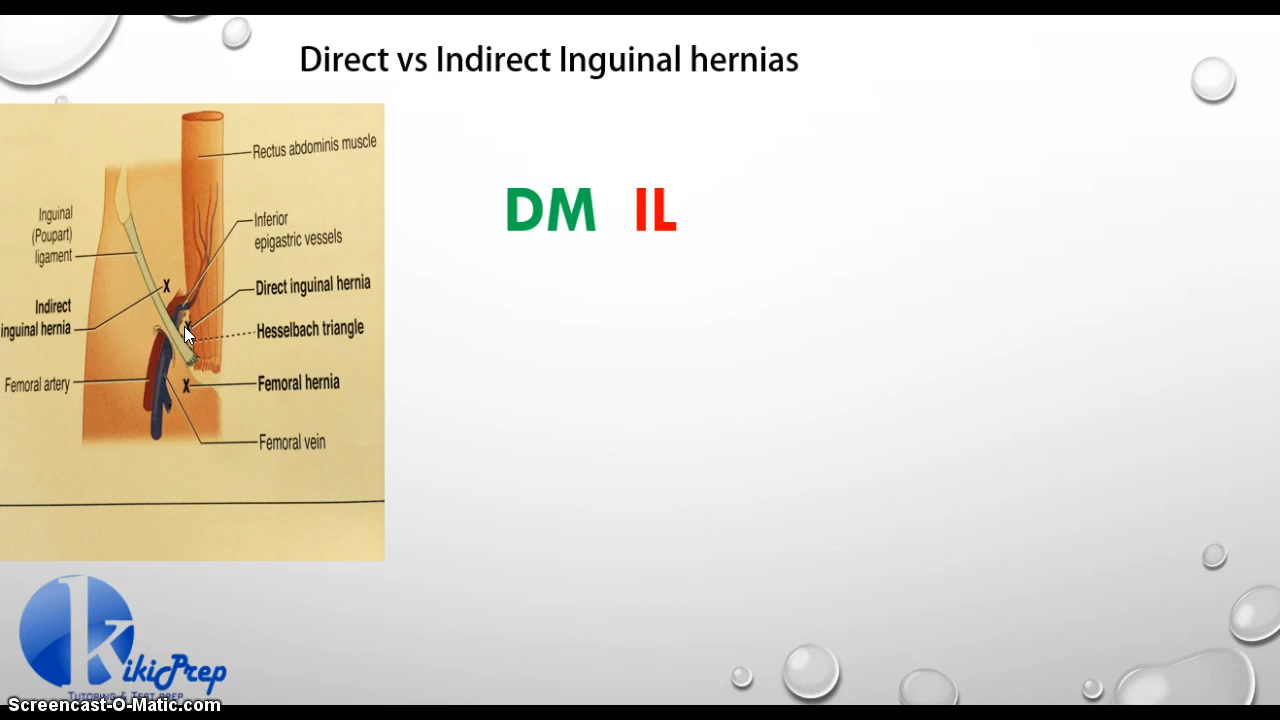 Direct vs Indirect Inguinal hernias
DM IL
Rectus abdominis muscle
Inguinal
(Poupart)
ligament
Inferior
epigastric vessels
x
Direct inguinal hernia
Indirect
inguinal hernia
Hesselbach triangle
Femoral artery
x
Femoral hernia
Femoral vein
kikiPrep
TUTORING & TEST PREP
Screencast-O-Matic.com